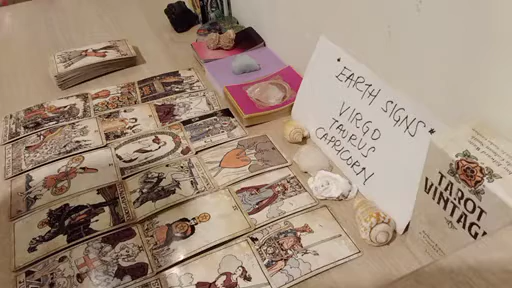 EARTH SIGNS
VIRGO
TAURUS
CAPRICORN
TAROT
VINTAGE